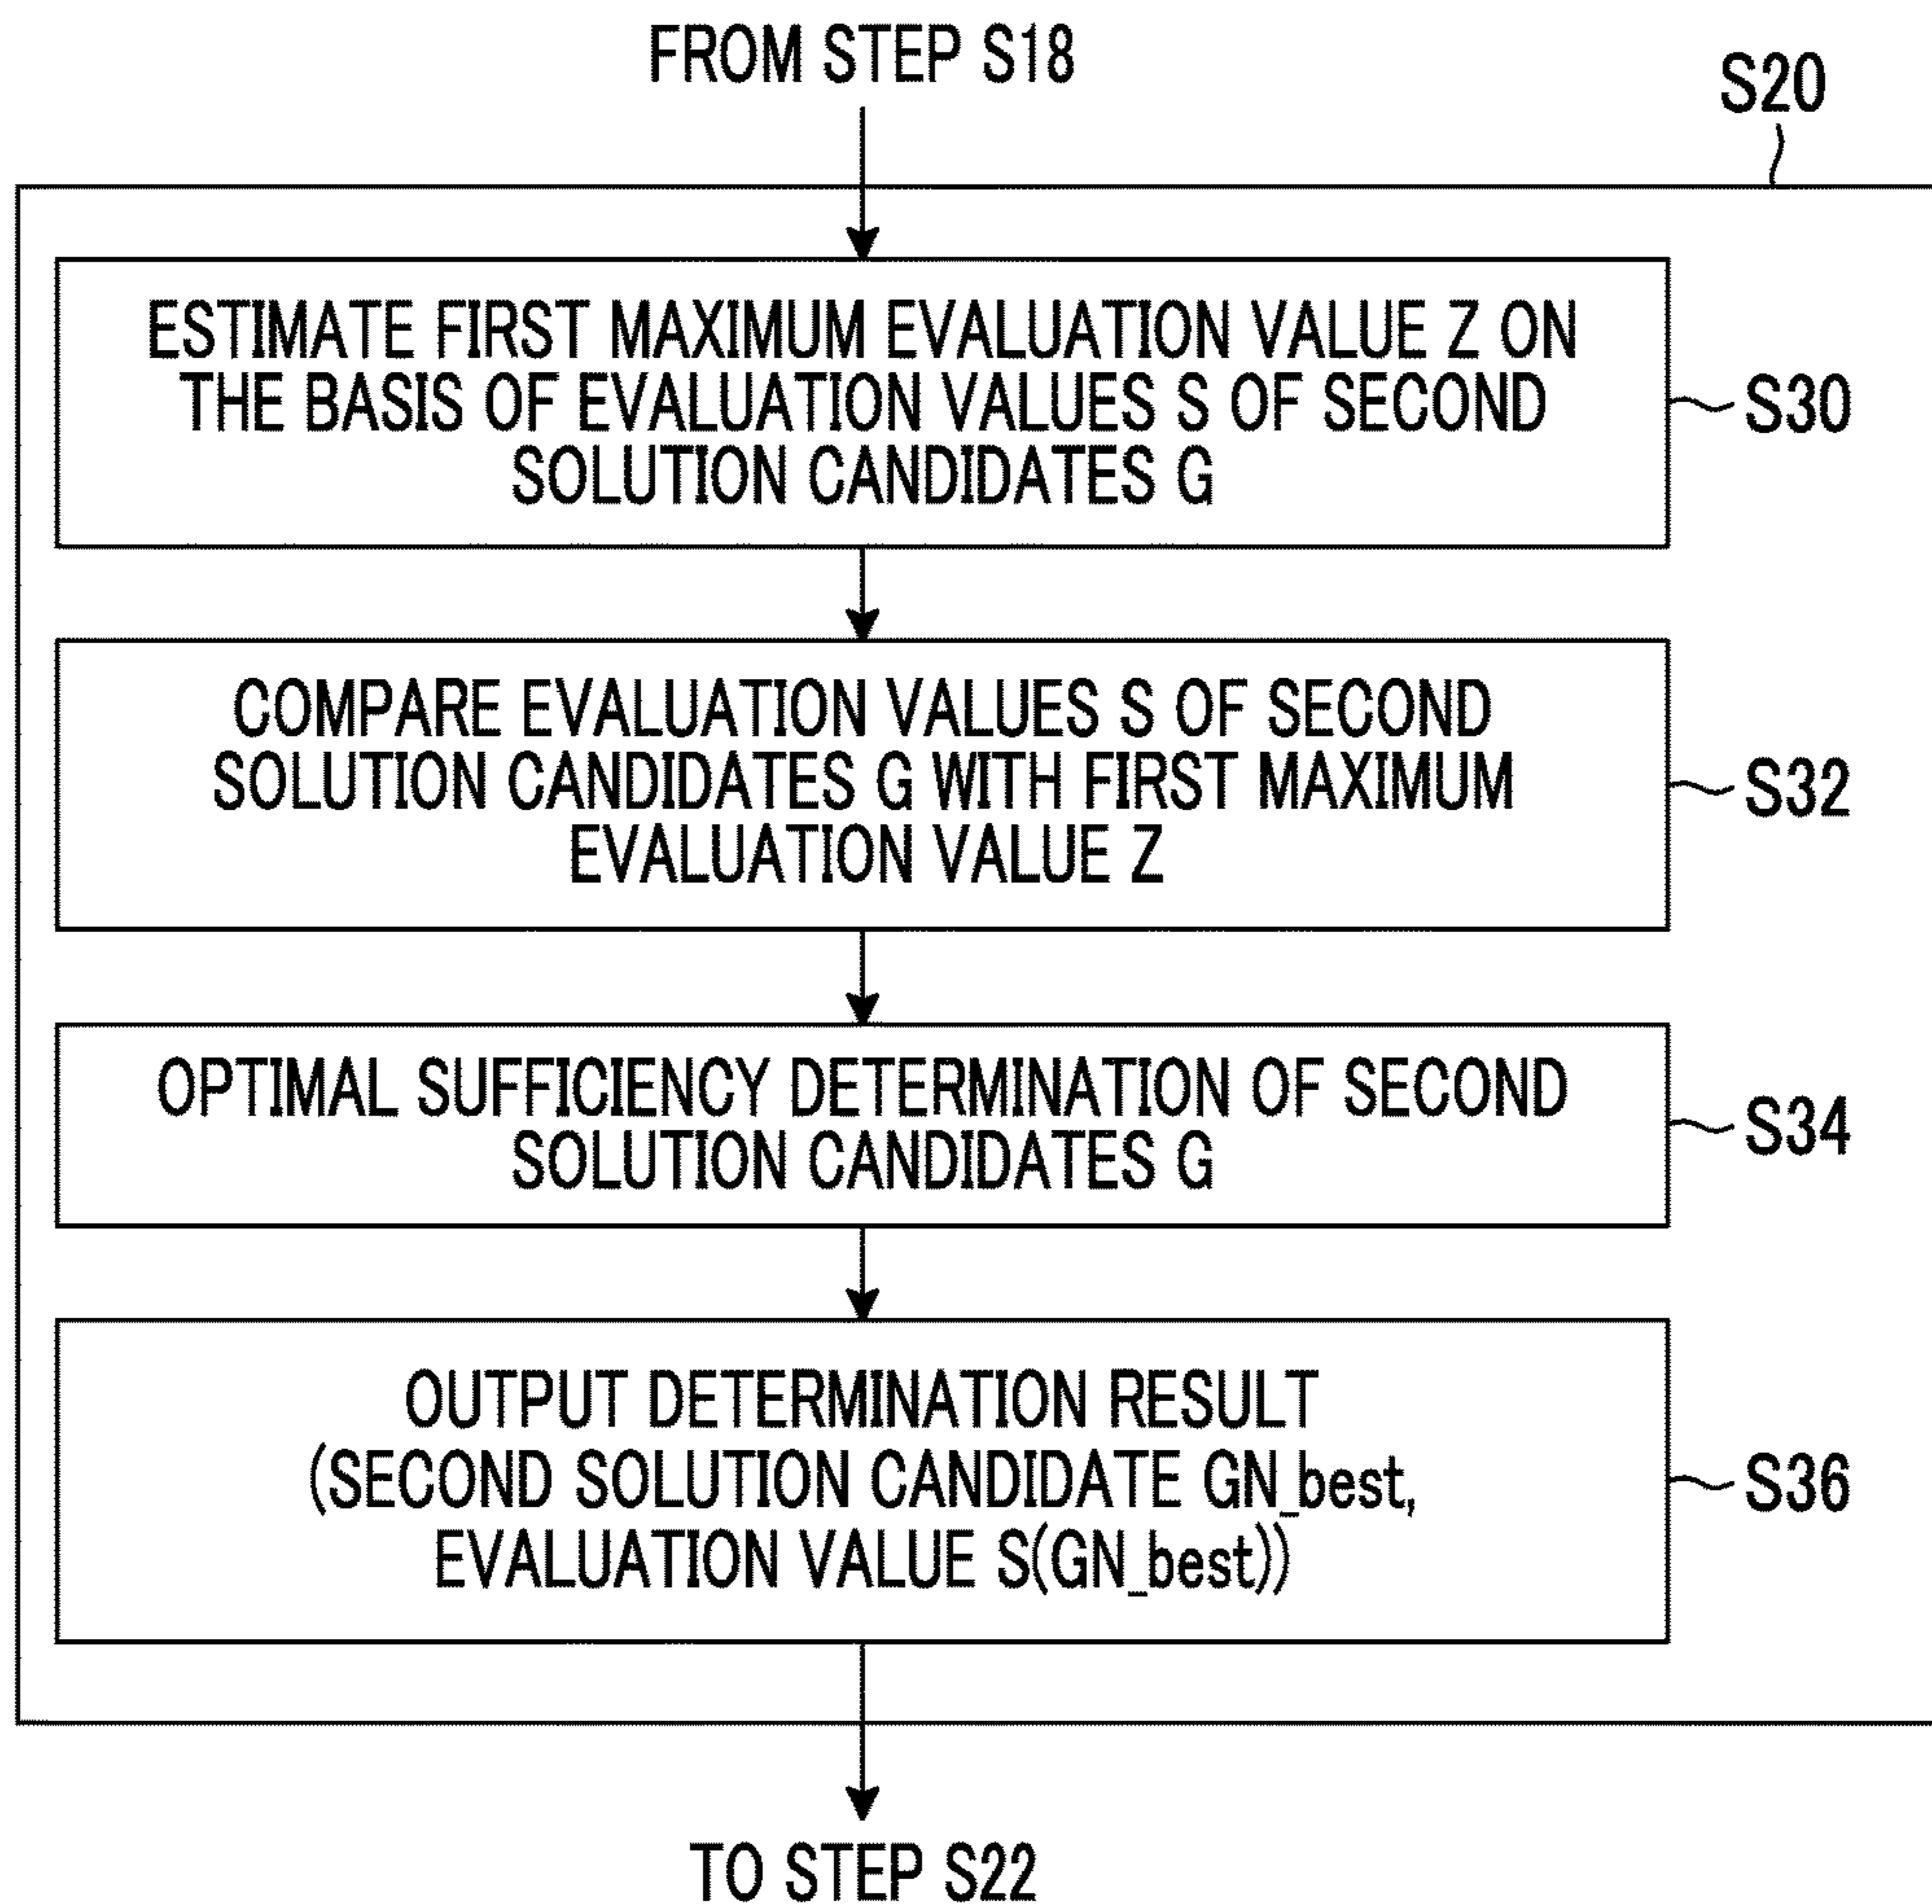 FROM STEP S18
S20
ESTIMATE FIRST MAXIMUM EVALUATION VALUE Z ON
THE BASIS OF EVALUATION VALUES S OF SECOND
SOLUTION CANDIDATES G
S30
COMPARE EVALUATION VALUES S OF SECOND
SOLUTION CANDIDATES G WITH FIRST MAXIMUM
EVALUATION VALUE Z
S32
OPTIMAL SUFFICIENCY DETERMINATION OF SECOND
SOLUTION CANDIDATES G
S34
OUTPUT DETERMINATION RESULT
(SECOND SOLUTION CANDIDATE GN_best,
EVALUATION VALUE S(GN_best))
S36
TO STEP S22